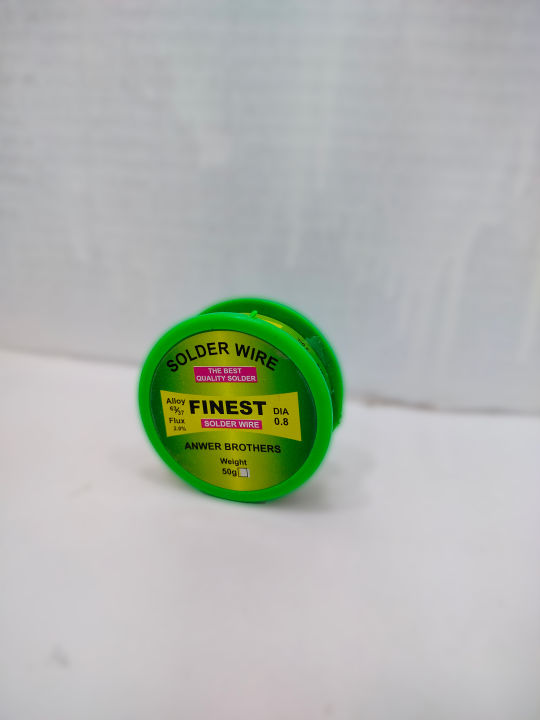 SOLDER WIRE
THE BEST
QUALITY SOLDER
Alloy
63/37
Flux
2.0%
FINEST
SOLDER WIRE
DIA
0.8
ANWER BROTHERS
Weight
50g